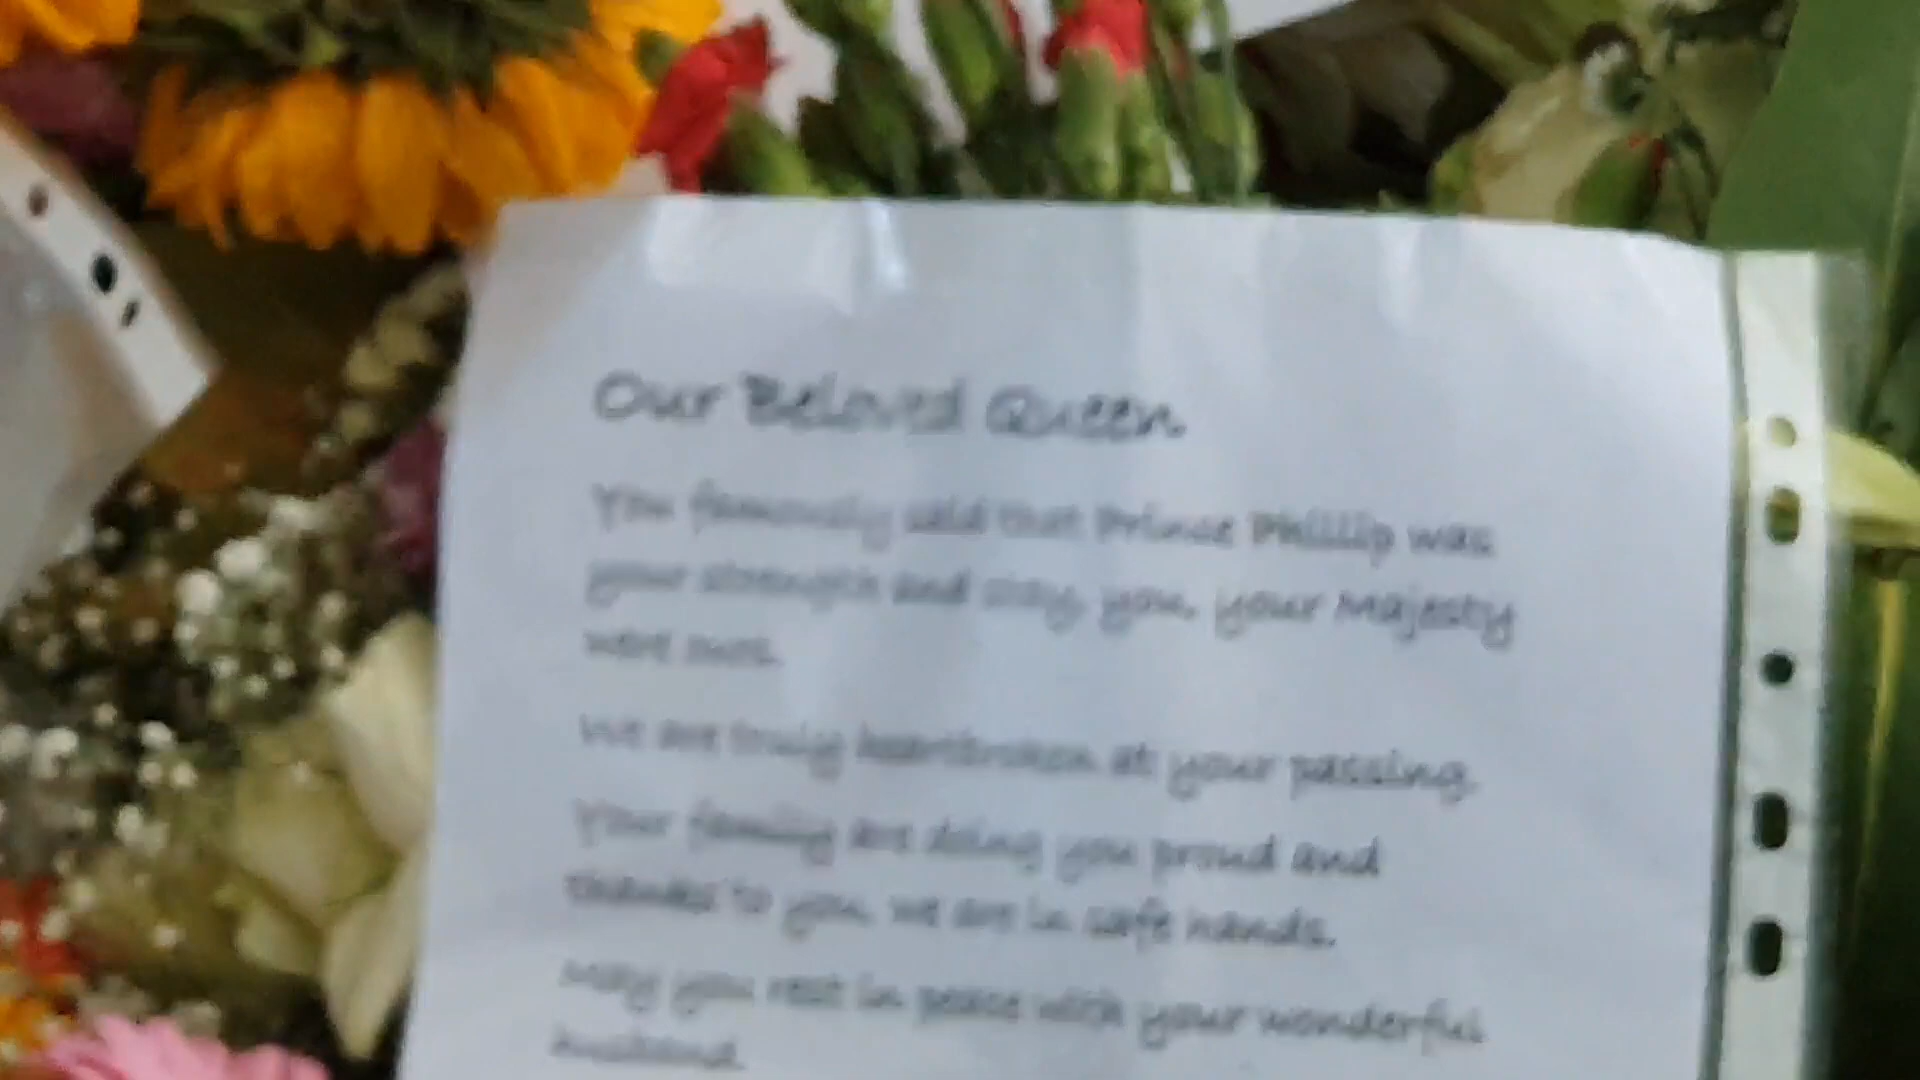 Our Beloved Queen
You famously said that Prince Phillip was
your strength and stay, you, your Majesty
were ours.
We are truly heartbroken at your passing.
Your family are doing you proud and
thanks to you, we are in safe hands.
May you rest in peace with your wonderful
husband.